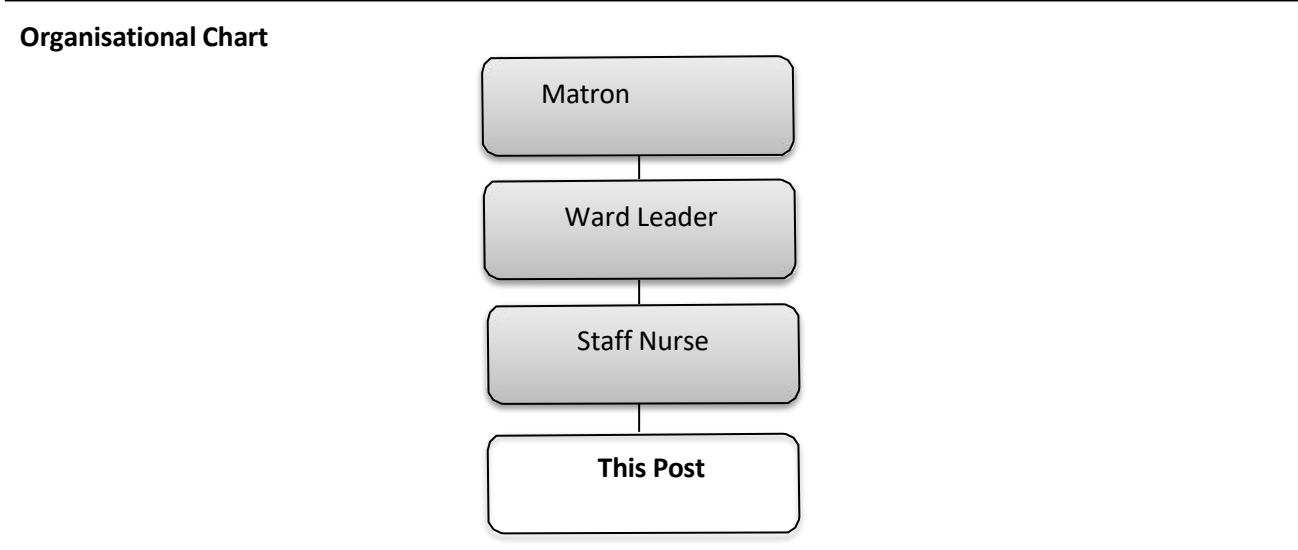 Organisational Chart
Matron
Ward Leader
Staff Nurse
This Post